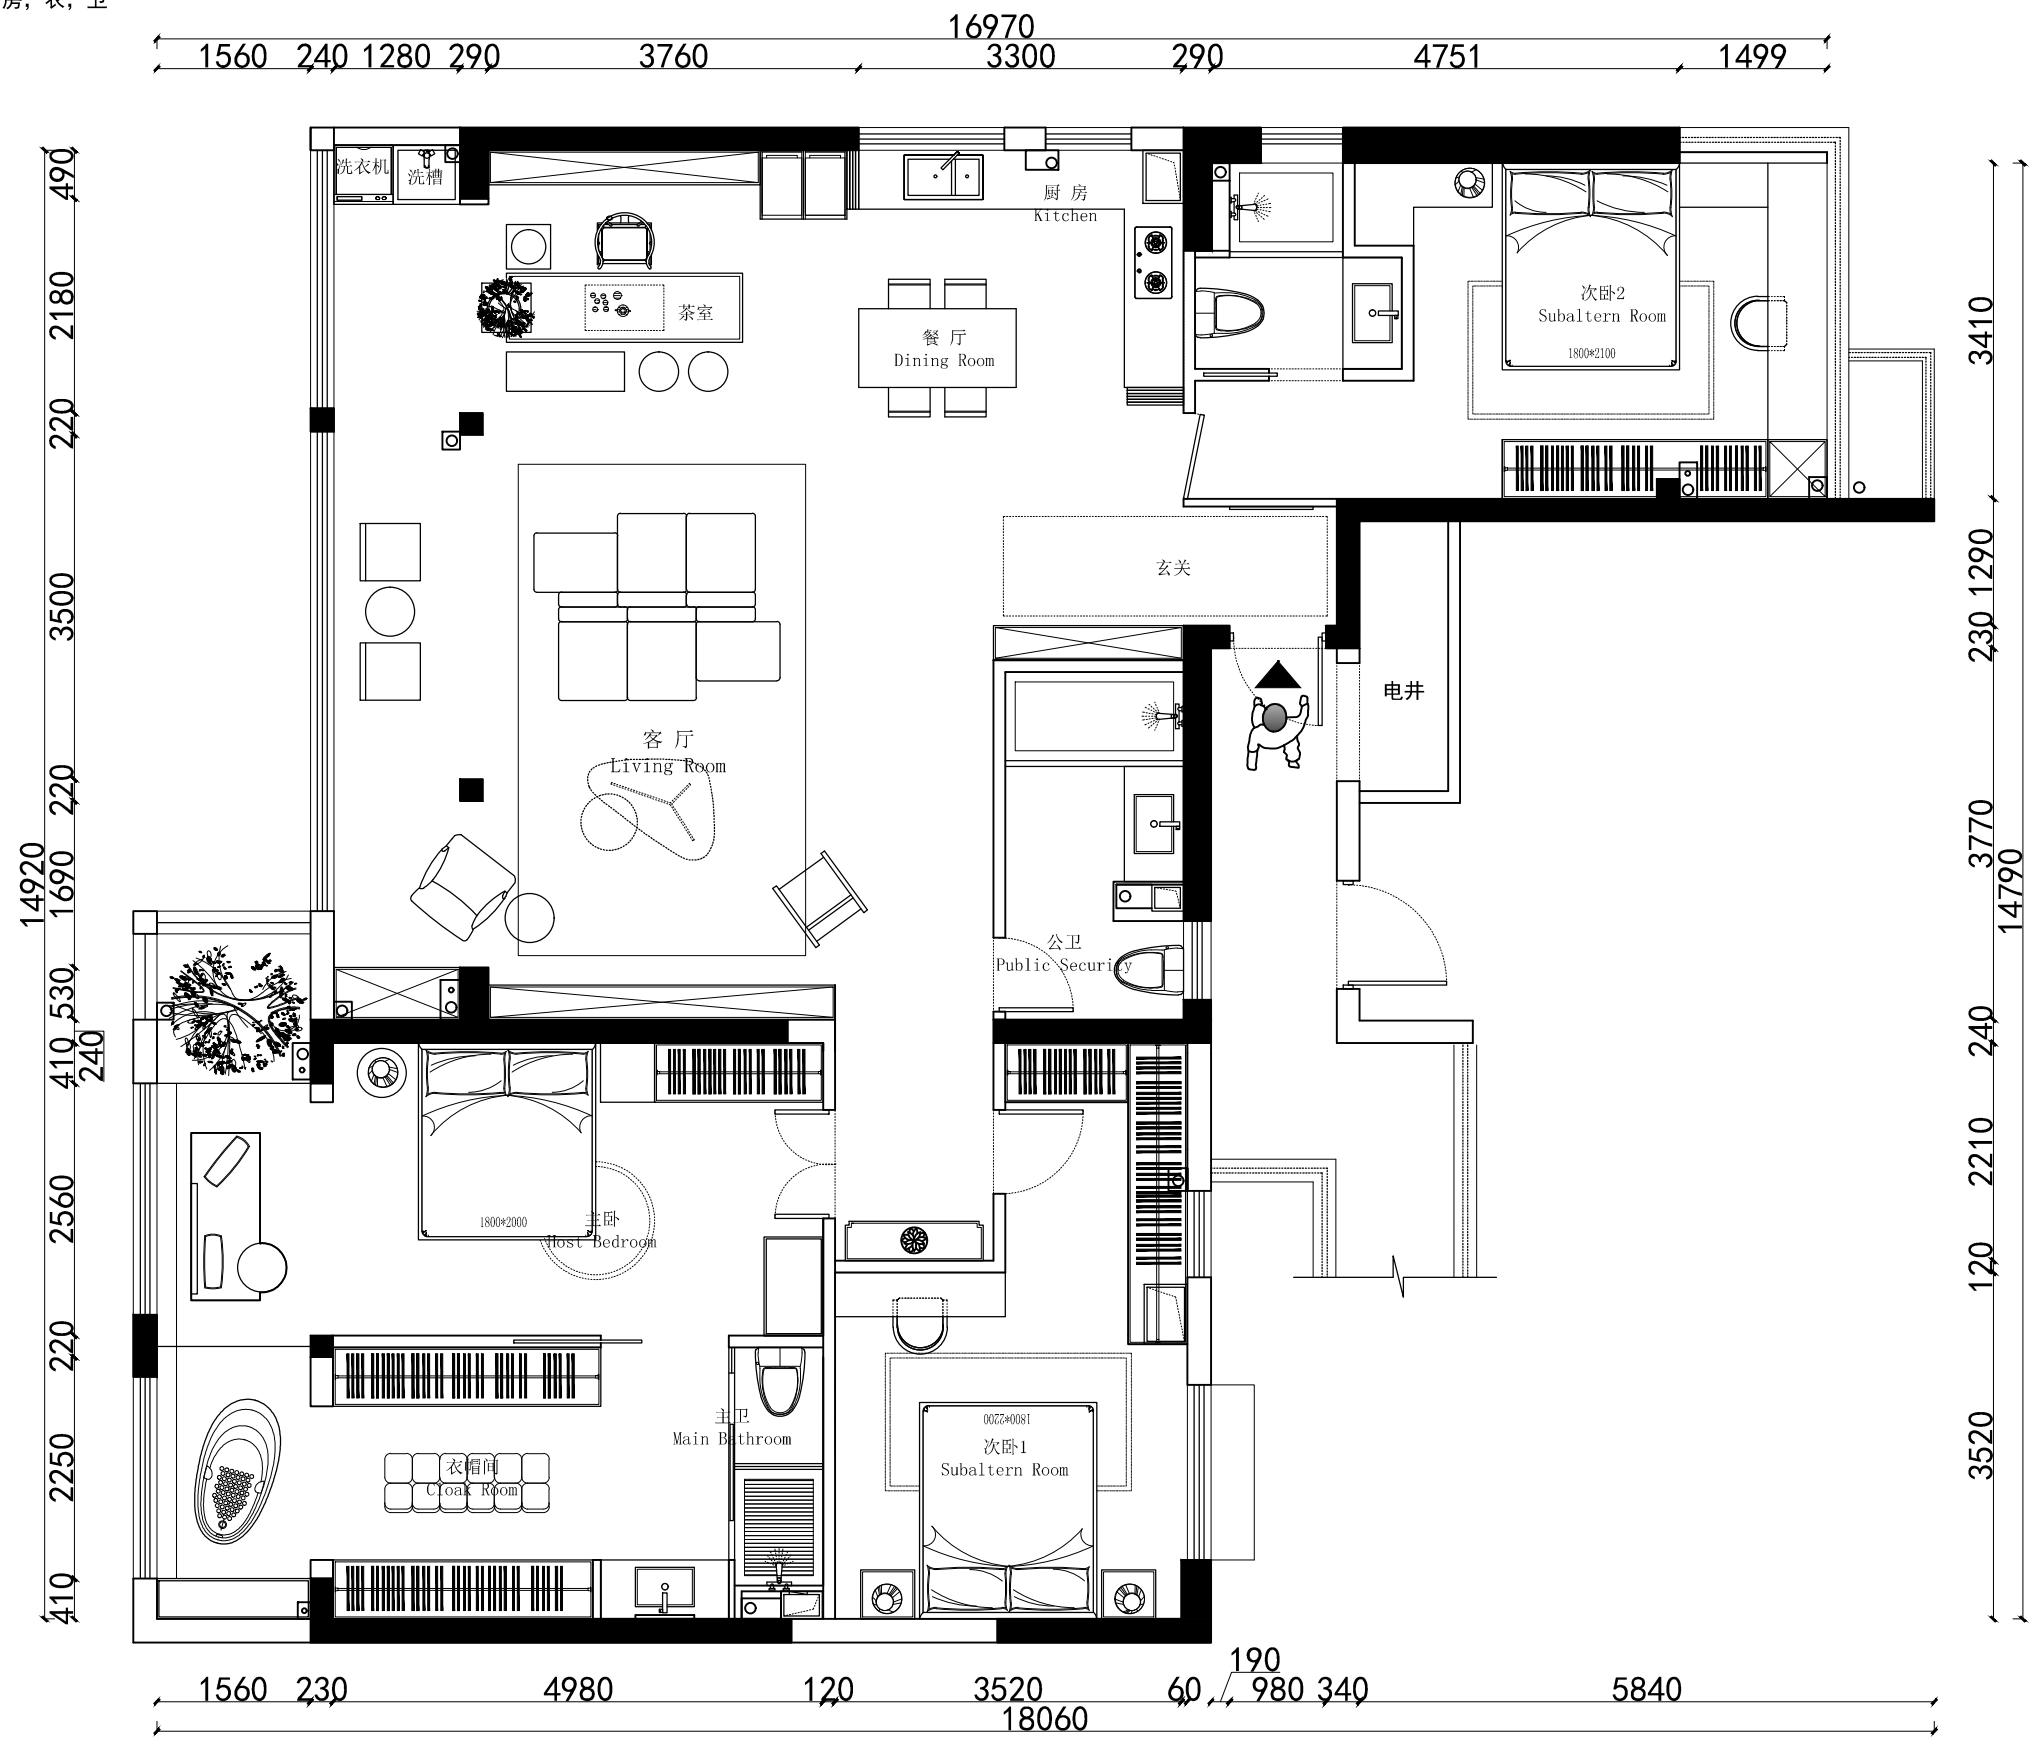 房，衣，卫
16970
1560 240 1280 290 3760 3300 290 4751 1499
490
2180
220
3500
220
1690
530
410
240
2560
220
2250
410
14920
洗衣机
洗槽
厨 房
Kitchen
茶室
餐 厅
Dining Room
次卧2
Subaltern Room
1800*2100
玄关
电井
客 厅
Living Room
公卫
Public Security
1800*2000
主卧
Host Bedroom
主卫
Main Bathroom
衣帽间
Cloak Room
1800*2200
次卧1
Subaltern Room
3410
1290
230
3770
240
2210
120
3520
14790
190
1560 230 4980 120 3520 60 980 340 5840
18060